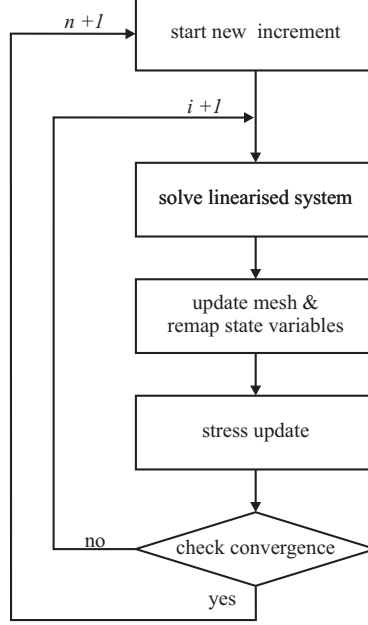 n +1
start new increment
i +1
solve linearised system
update mesh &
remap state variables
stress update
no
check convergence
yes